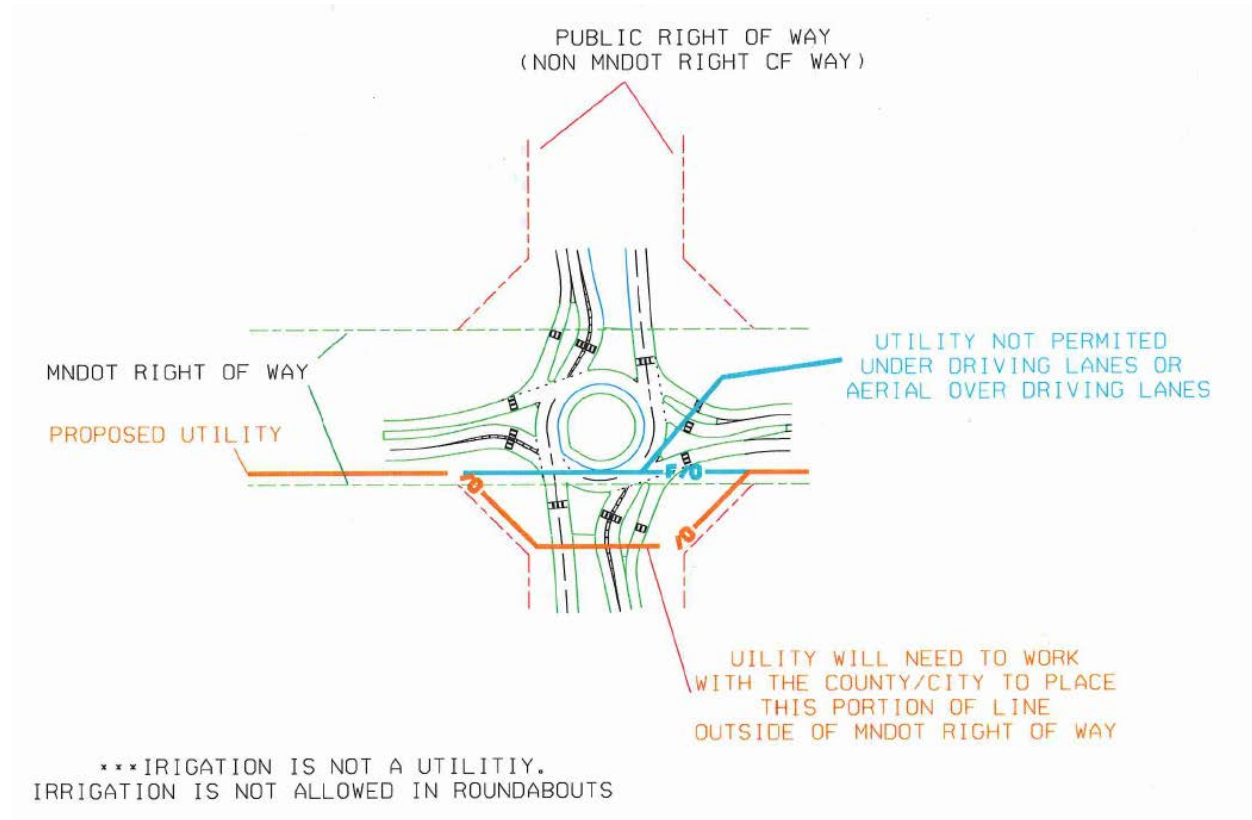 PUBLIC RIGHT OF WAY
(NON MNDOT RIGHT CF WAY)
UTILITY NOT PERMITED
UNDER DRIVING LANES OR
AERIAL OVER DRIVING LANES
MNDOT RIGHT OF WAY
PROPOSED UTILITY
F/O
/O
/O
UILITY WILL NEED TO WORK
WITH THE COUNTY/CITY TO PLACE
THIS PORTION OF LINE
OUTSIDE OF MNDOT RIGHT OF WAY
***IRIGATION IS NOT A UTILITIY.
IRRIGATION IS NOT ALLOWED IN ROUNDABOUTS